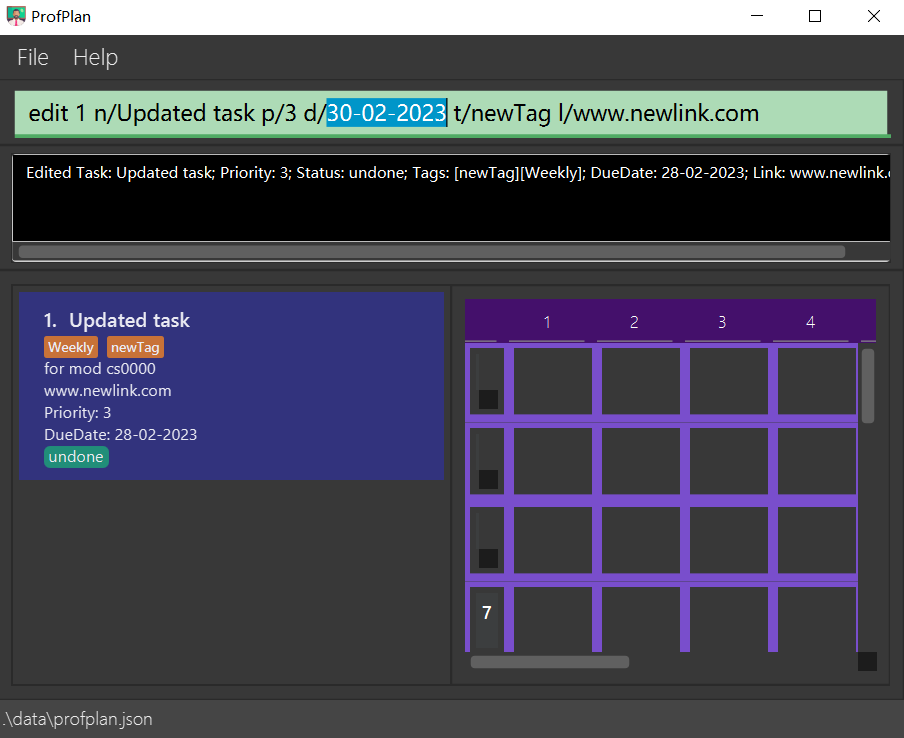 ProfPlan
File Help
edit 1 n/Updated task p/3 d/30-02-2023 t/newTag l/www.newlink.com
Edited Task: Updated task; Priority: 3; Status: undone; Tags: [newTag][Weekly]; DueDate: 28-02-2023; Link: www.newlink.
1. Updated task
Weekly newTag
for mod cs0000
www.newlink.com
Priority: 3
DueDate: 28-02-2023
undone
1 2 3 4
7
.\data\profplan.json